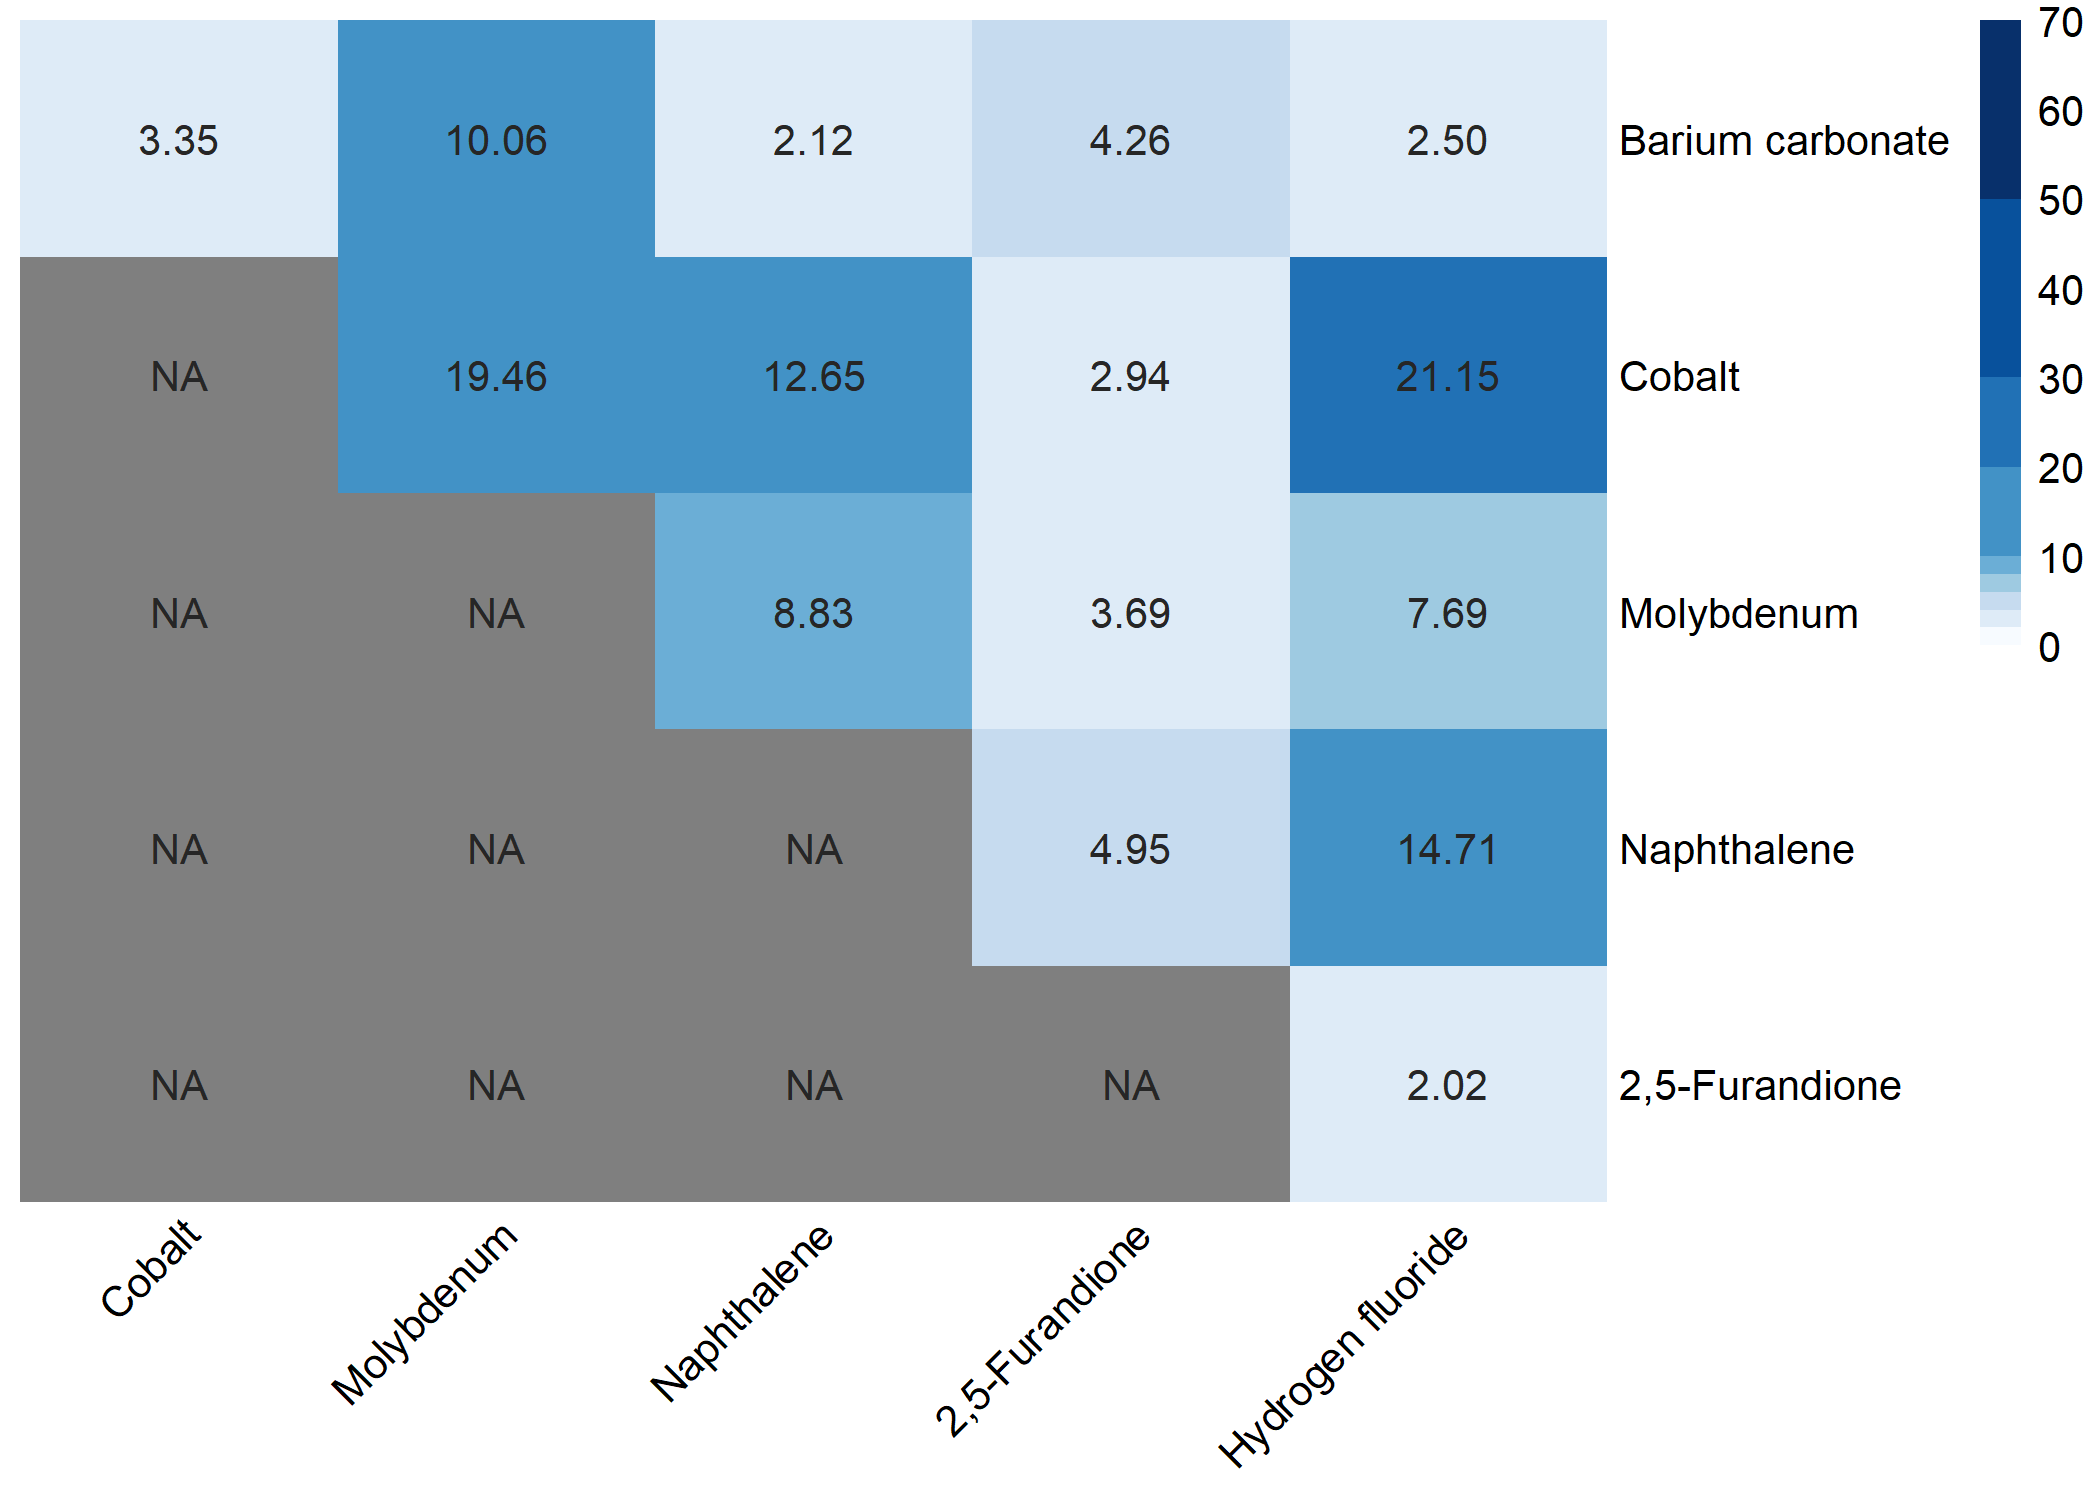 3.35 10.06 2.12 4.26 2.50 Barium carbonate
NA 19.46 12.65 2.94 21.15 Cobalt
NA NA 8.83 3.69 7.69 Molybdenum
NA NA NA 4.95 14.71 Naphthalene
NA NA NA NA 2.02 2,5-Furandione
Cobalt
Molybdenum
Naphthalene
2,5-Furandione
Hydrogen fluoride
70
60
50
40
30
20
10
0